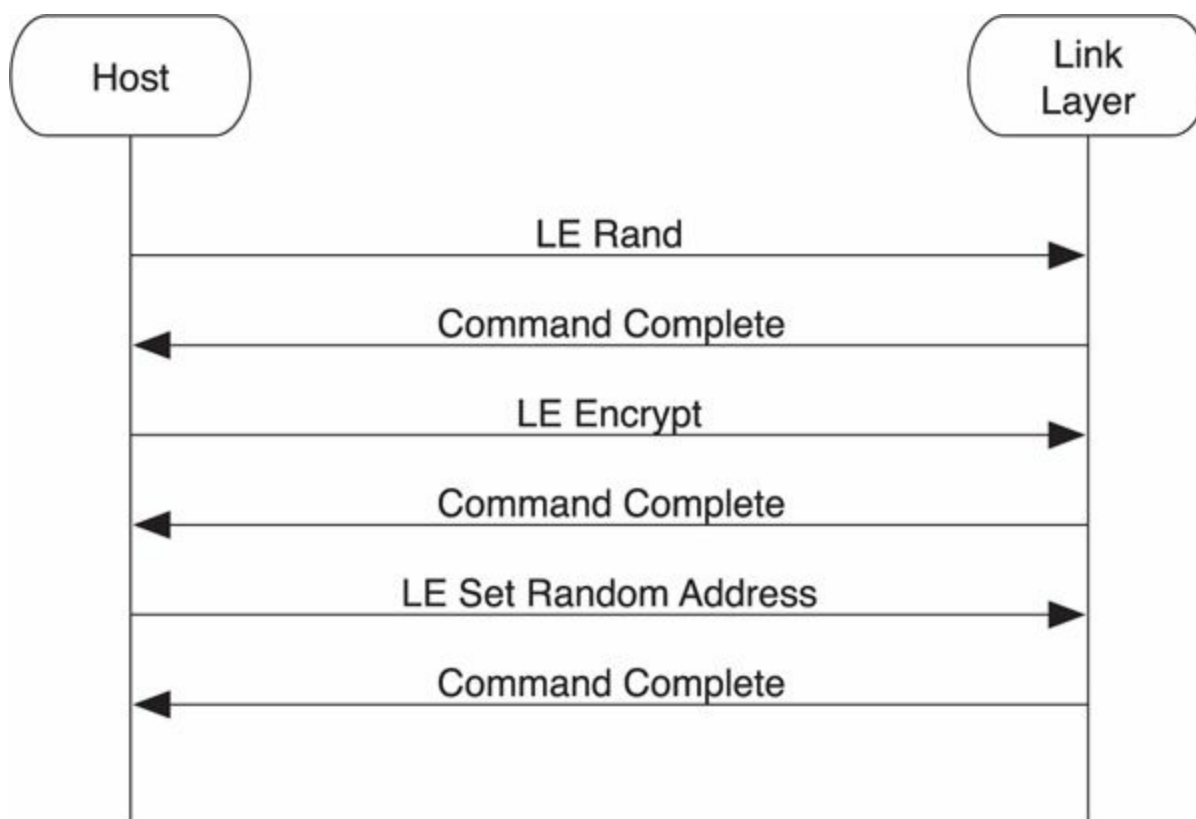 Host
Link
Layer
LE Rand
Command Complete
LE Encrypt
Command Complete
LE Set Random Address
Command Complete